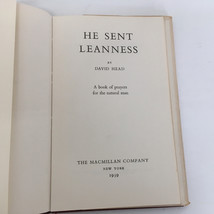 HE SENT
LEANNESS
BY
DAVID HEAD
A book of prayers
for the natural man
THE MACMILLAN COMPANY
NEW YORK
1959